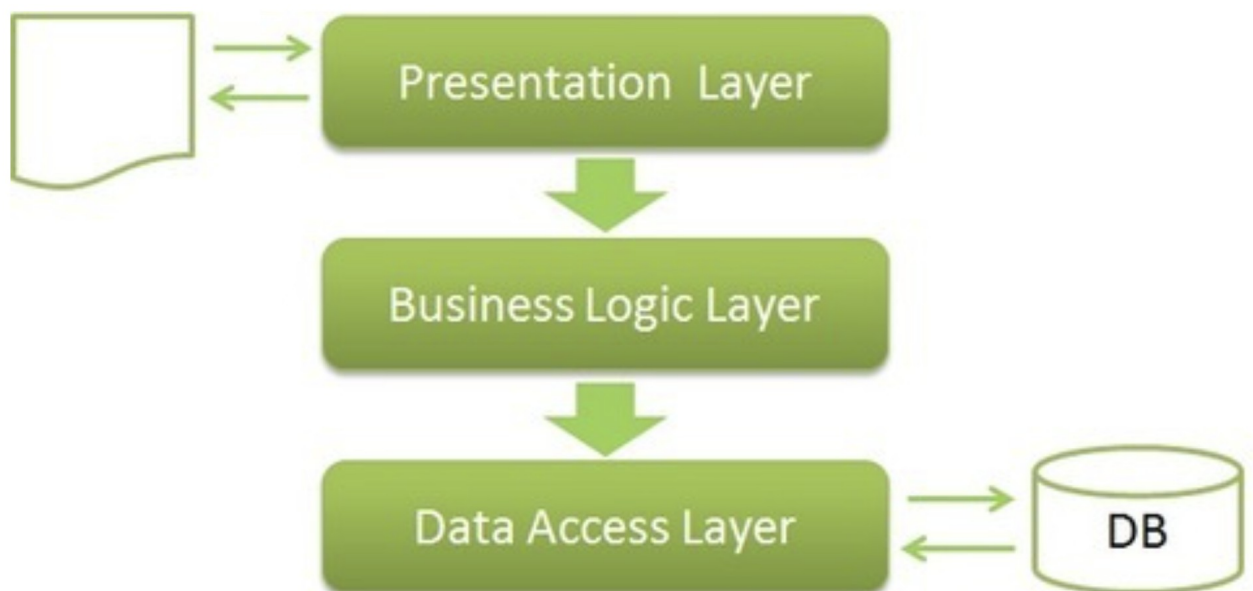 Presentation Layer
Business Logic Layer
Data Access Layer
DB